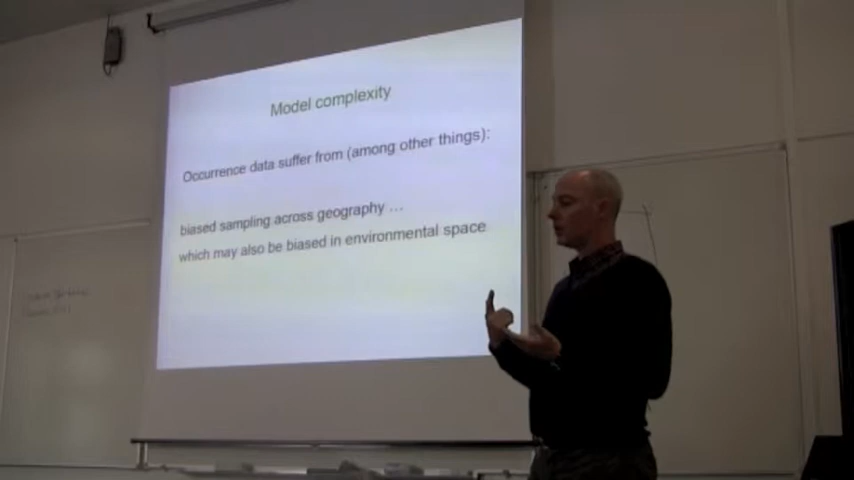 Model complexity
Occurrence data suffer from (among other things):
biased sampling across geography …
which may also be biased in environmental space